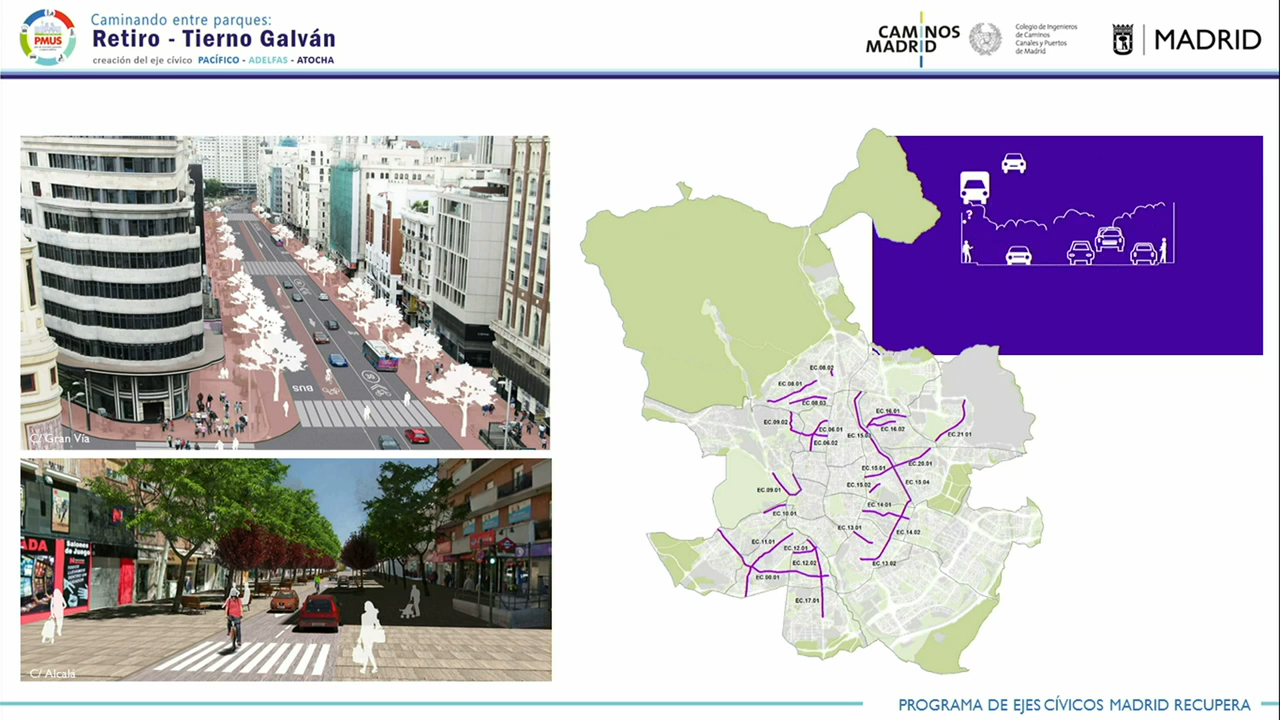 Caminando entre parques:
Retiro - Tierno Galván
creación del eje cívico PACÍFICO - ADELFAS - ATOCHA
PMUS
CAMINOS
MADRID
Colegio de Ingenieros
de Caminos
Canales y Puertos
de Madrid
MADRID
BUS
C/ Gran Vía
ADA
Salones
de Juego
C/ Alcalá
?
EC.08.02
EC.08.01
EC.08.03
EC.09.02
EC.06.01
EC.06.02
EC.16.01
EC.16.02
EC.15.03
EC.21.01
EC.20.01
EC.15.01
EC.15.02
EC.15.04
EC.09.01
EC.10.01
EC.14.01
EC.13.01
EC.14.02
EC.11.01
EC.12.01
EC.12.02
EC.13.02
EC.00.01
EC.17.01
PROGRAMA DE EJES CÍVICOS MADRID RECUPERA